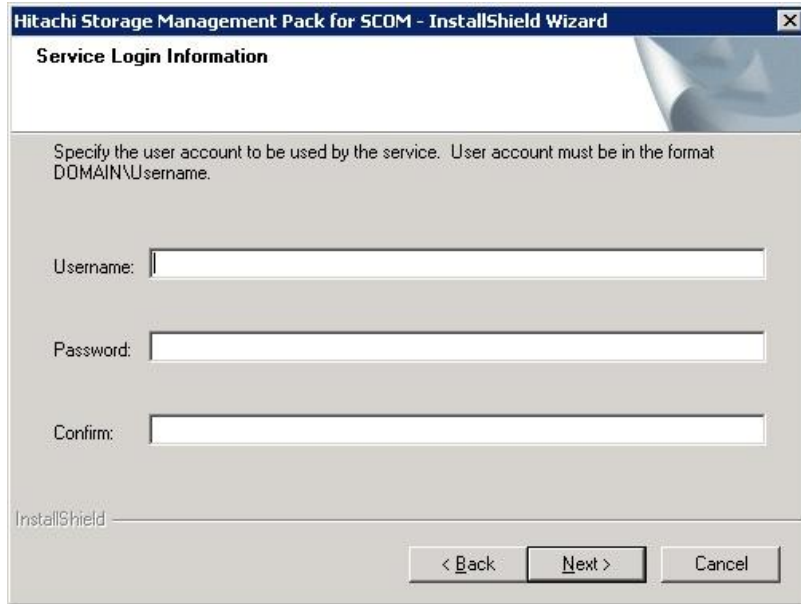 Hitachi Storage Management Pack for SCOM - InstallShield Wizard
Service Login Information
Specify the user account to be used by the service.  User account must be in the format
DOMAIN\Username.
Username:
Password:
Confirm:
InstallShield
< Back
Next >
Cancel